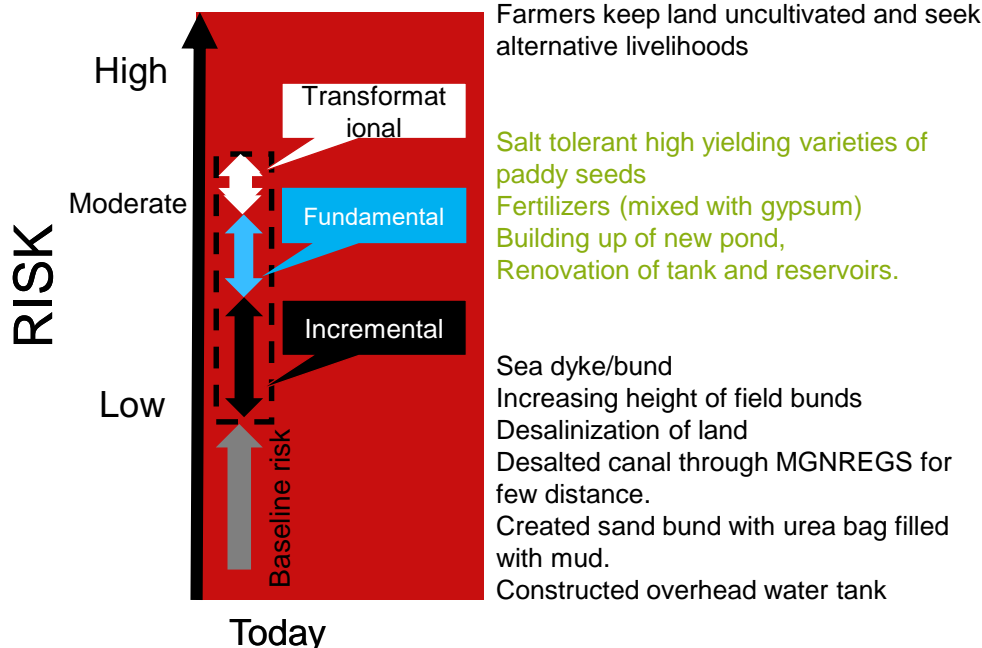 RISK
High
Moderate
Low
Transformat
ional
Fundamental
Incremental
Baseline risk
Today
Farmers keep land uncultivated and seek
alternative livelihoods
Salt tolerant high yielding varieties of
paddy seeds
Fertilizers (mixed with gypsum)
Building up of new pond,
Renovation of tank and reservoirs.
Sea dyke/bund
Increasing height of field bunds
Desalinization of land
Desalted canal through MGNREGS for
few distance.
Created sand bund with urea bag filled
with mud.
Constructed overhead water tank